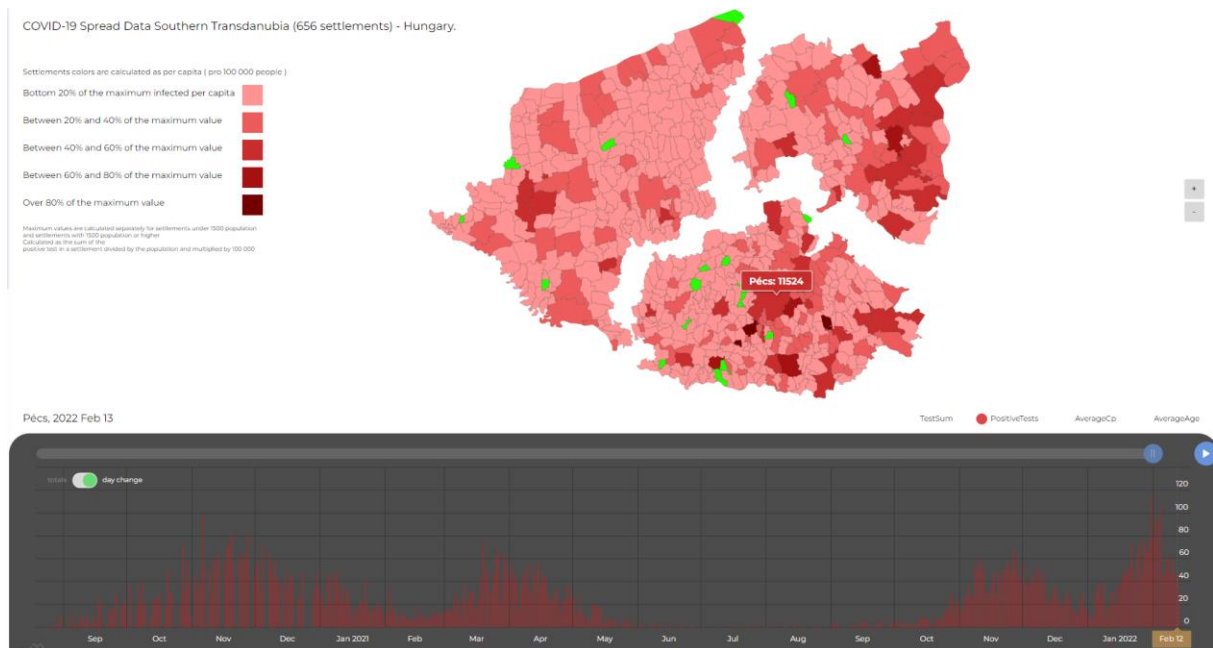 COVID-19 Spread Data Southern Transdanubia (656 settlements) - Hungary.
Settlements colors are calculated as per capita ( pro 100 000 people )
Bottom 20% of the maximum infected per capita
Between 20% and 40% of the maximum value
Between 40% and 60% of the maximum value
Between 60% and 80% of the maximum value
Over 80% of the maximum value
Maximum values are calculated separately for settlements under 1500 population
and settlements with 1500 population or higher
Calculated as the sum of the
positive test in a settlement divided by the population and multiplied by 100 000
+
-
Pécs: 11524
Pécs, 2022 Feb 13
TestSum PositiveTests AverageCp AverageAge
totals day change
120
100
80
60
40
20
0
Sep Oct Nov Dec Jan 2021 Feb Mar Apr May Jun Jul Aug Sep Oct Nov Dec Jan 2022 Feb 12